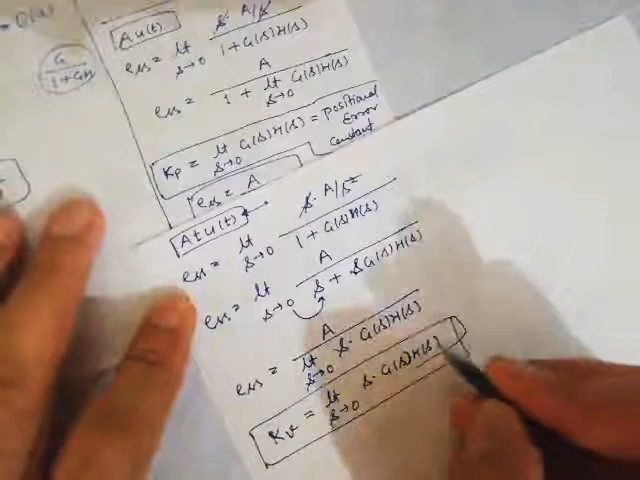 = 0(u)
G
1+GH
A u(t)
ess = lt s→0 s· A/s
1 + G(s)H(s)
ess = A
1 + lt s→0 G(s)H(s)
Kp = lt s→0 G(s)H(s) = positional
Error
constant
ess = A
A t u(t)
ess = lt s→0 s· A/s²
1 + G(s)H(s)
ess = lt s→0 A
s + s G(s)H(s)
ess = A
lt s→0 s· G(s)H(s)
Kv = lt s→0 s· G(s)H(s)